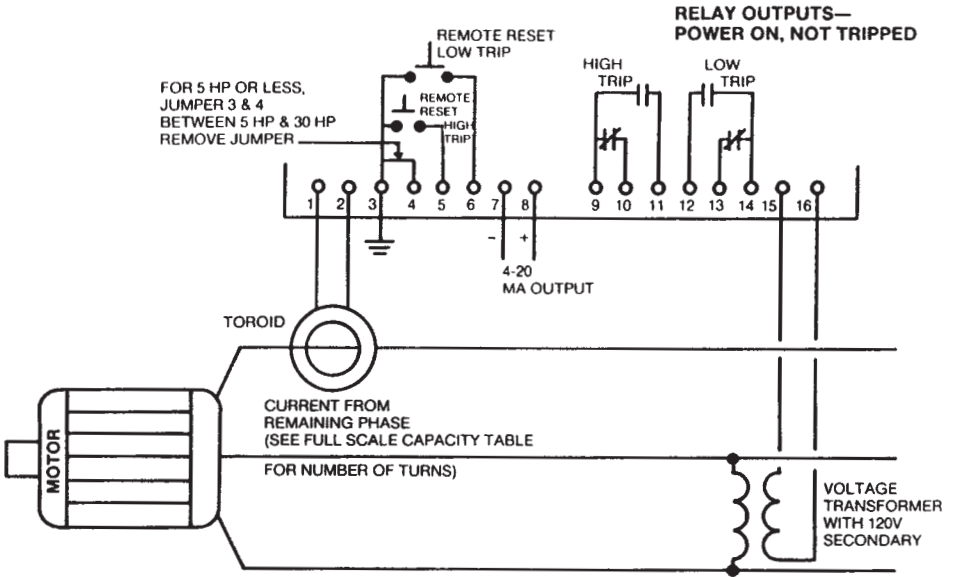 RELAY OUTPUTS—
POWER ON, NOT TRIPPED
REMOTE RESET
LOW TRIP
HIGH
TRIP
LOW
TRIP
FOR 5 HP OR LESS,
JUMPER 3 & 4
BETWEEN 5 HP & 30 HP
REMOVE JUMPER
REMOTE
RESET
HIGH
TRIP
1 2 3 4 5 6 7 8 9 10 11 12 13 14 15 16
- +
4-20
MA OUTPUT
TOROID
CURRENT FROM
REMAINING PHASE
(SEE FULL SCALE CAPACITY TABLE
FOR NUMBER OF TURNS)
MOTOR
VOLTAGE
TRANSFORMER
WITH 120V
SECONDARY